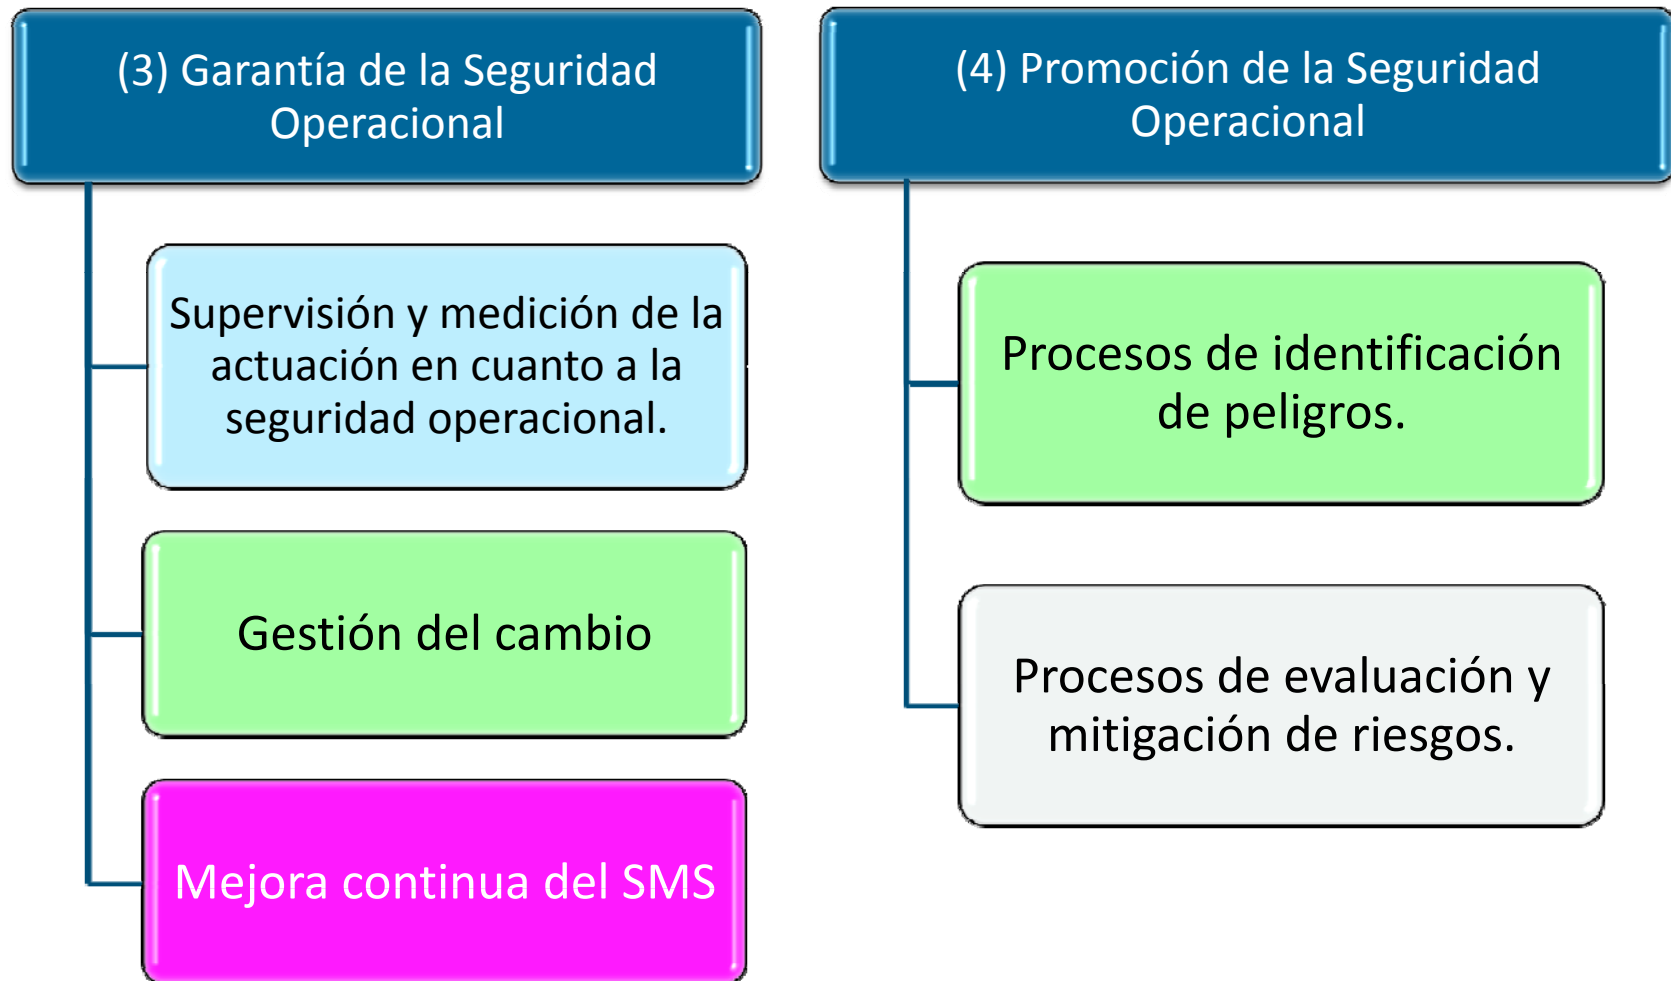 (3) Garantía de la Seguridad
Operacional
Supervisión y medición de la
actuación en cuanto a la
seguridad operacional.
Gestión del cambio
Mejora continua del SMS
(4) Promoción de la Seguridad
Operacional
Procesos de identificación
de peligros.
Procesos de evaluación y
mitigación de riesgos.